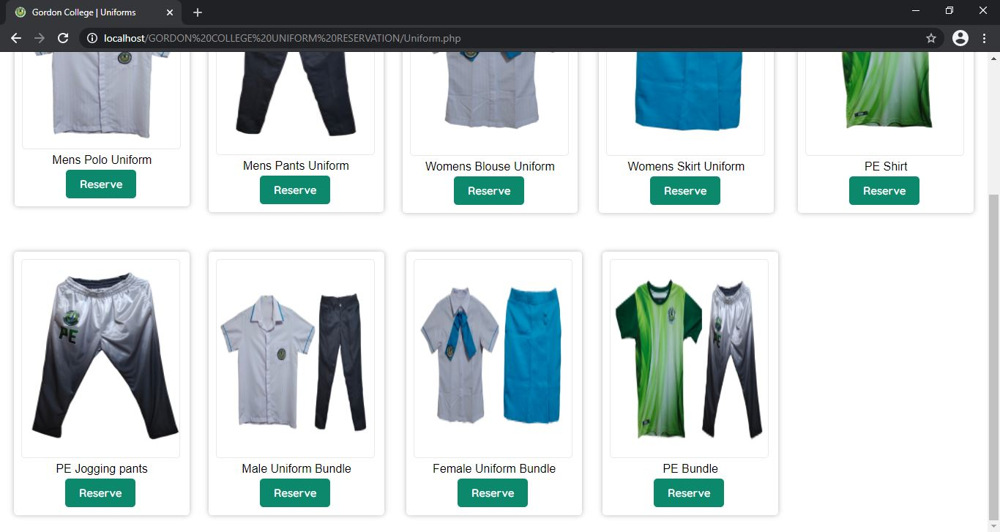 Gordon College | Uniforms
localhost/GORDON%20COLLEGE%20UNIFORM%20RESERVATION/Uniform.php
Mens Polo Uniform
Reserve
Mens Pants Uniform
Reserve
Womens Blouse Uniform
Reserve
Womens Skirt Uniform
Reserve
PE Shirt
Reserve
PE
PE Jogging pants
Reserve
Male Uniform Bundle
Reserve
Female Uniform Bundle
Reserve
PE
PE Bundle
Reserve